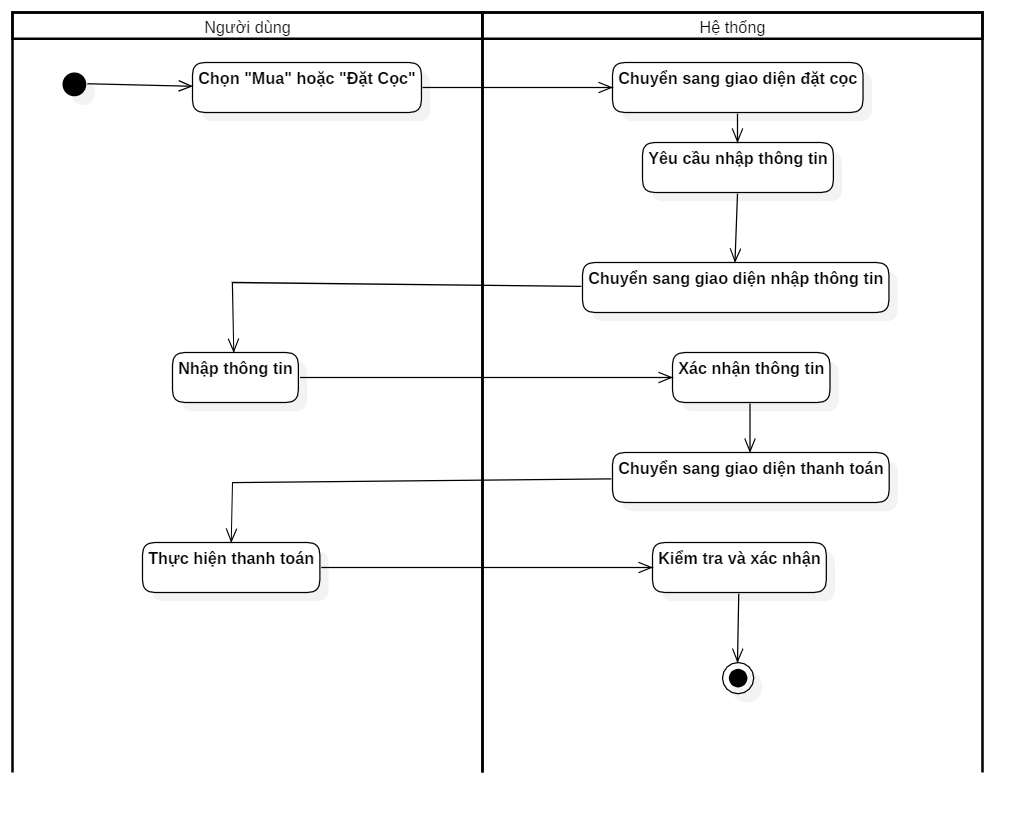 Người dùng
Hệ thống
Chọn "Mua" hoặc "Đặt Cọc"
Chuyển sang giao diện đặt cọc
Yêu cầu nhập thông tin
Chuyển sang giao diện nhập thông tin
Nhập thông tin
Xác nhận thông tin
Chuyển sang giao diện thanh toán
Thực hiện thanh toán
Kiểm tra và xác nhận